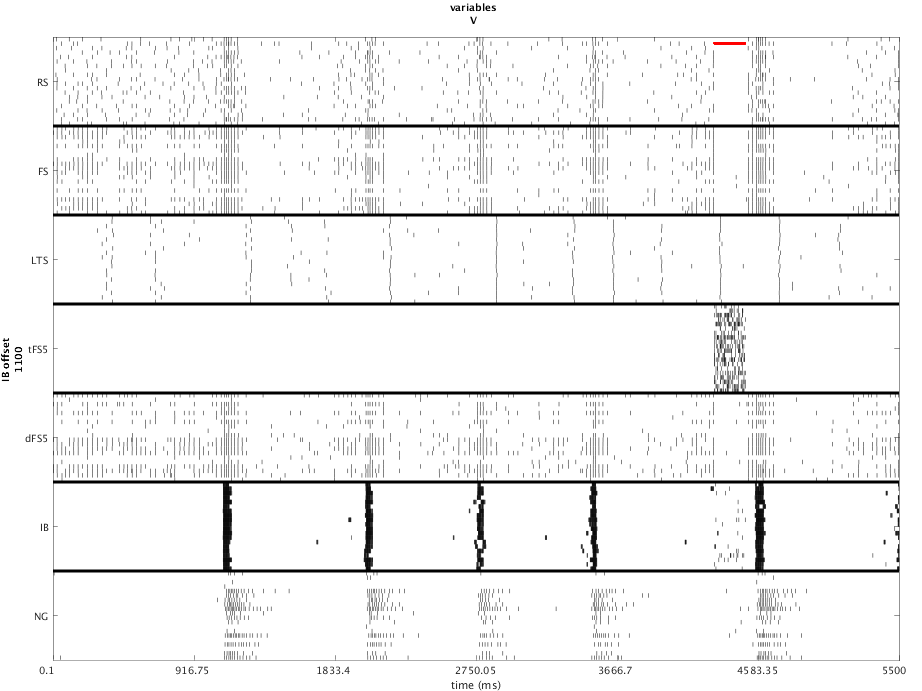 variables
V
RS
FS
LTS
tFS5
dFS5
IB
NG
IB offset
1100
0.1 916.75 1833.4 2750.05 3666.7 4583.35 5500
time (ms)